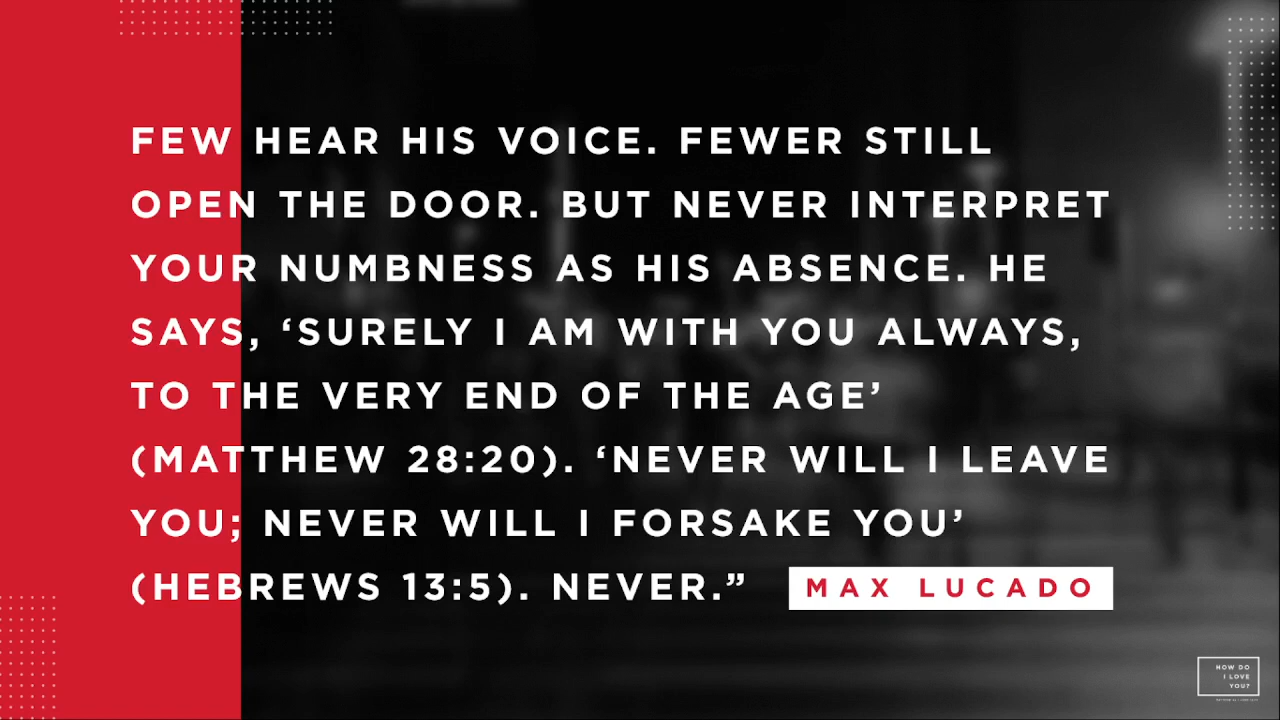 FEW HEAR HIS VOICE. FEWER STILL
OPEN THE DOOR. BUT NEVER INTERPRET
YOUR NUMBNESS AS HIS ABSENCE. HE
SAYS, ‘SURELY I AM WITH YOU ALWAYS,
TO THE VERY END OF THE AGE’
(MATTHEW 28:20). ‘NEVER WILL I LEAVE
YOU; NEVER WILL I FORSAKE YOU’
(HEBREWS 13:5). NEVER.” MAX LUCADO
HOW DO
I LOVE
YOU?